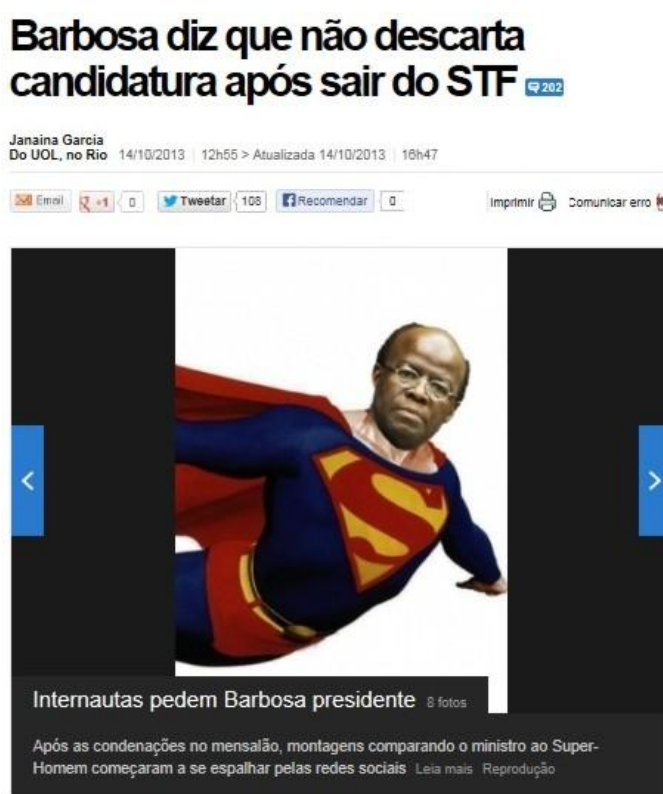 Barbosa diz que não descarta
candidatura após sair do STF 202
Janaina Garcia
Do UOL, no Rio 14/10/2013 12h55 > Atualizada 14/10/2013 16h47
Email +1 0 Tweetar 108 Recomendar 0 Imprimir Comunicar erro
S
Internautas pedem Barbosa presidente 8 fotos
Após as condenações no mensalão, montagens comparando o ministro ao Super-
Homem começaram a se espalhar pelas redes sociais Leia mais Reprodução